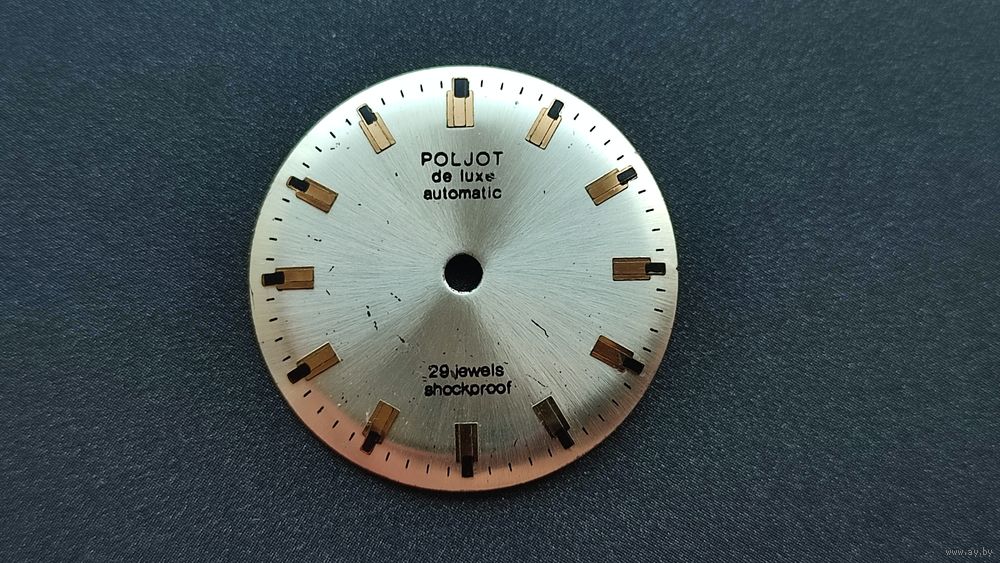 POLJOT
de luxe
automatic
29 jewels
shockproof
www.ay.by